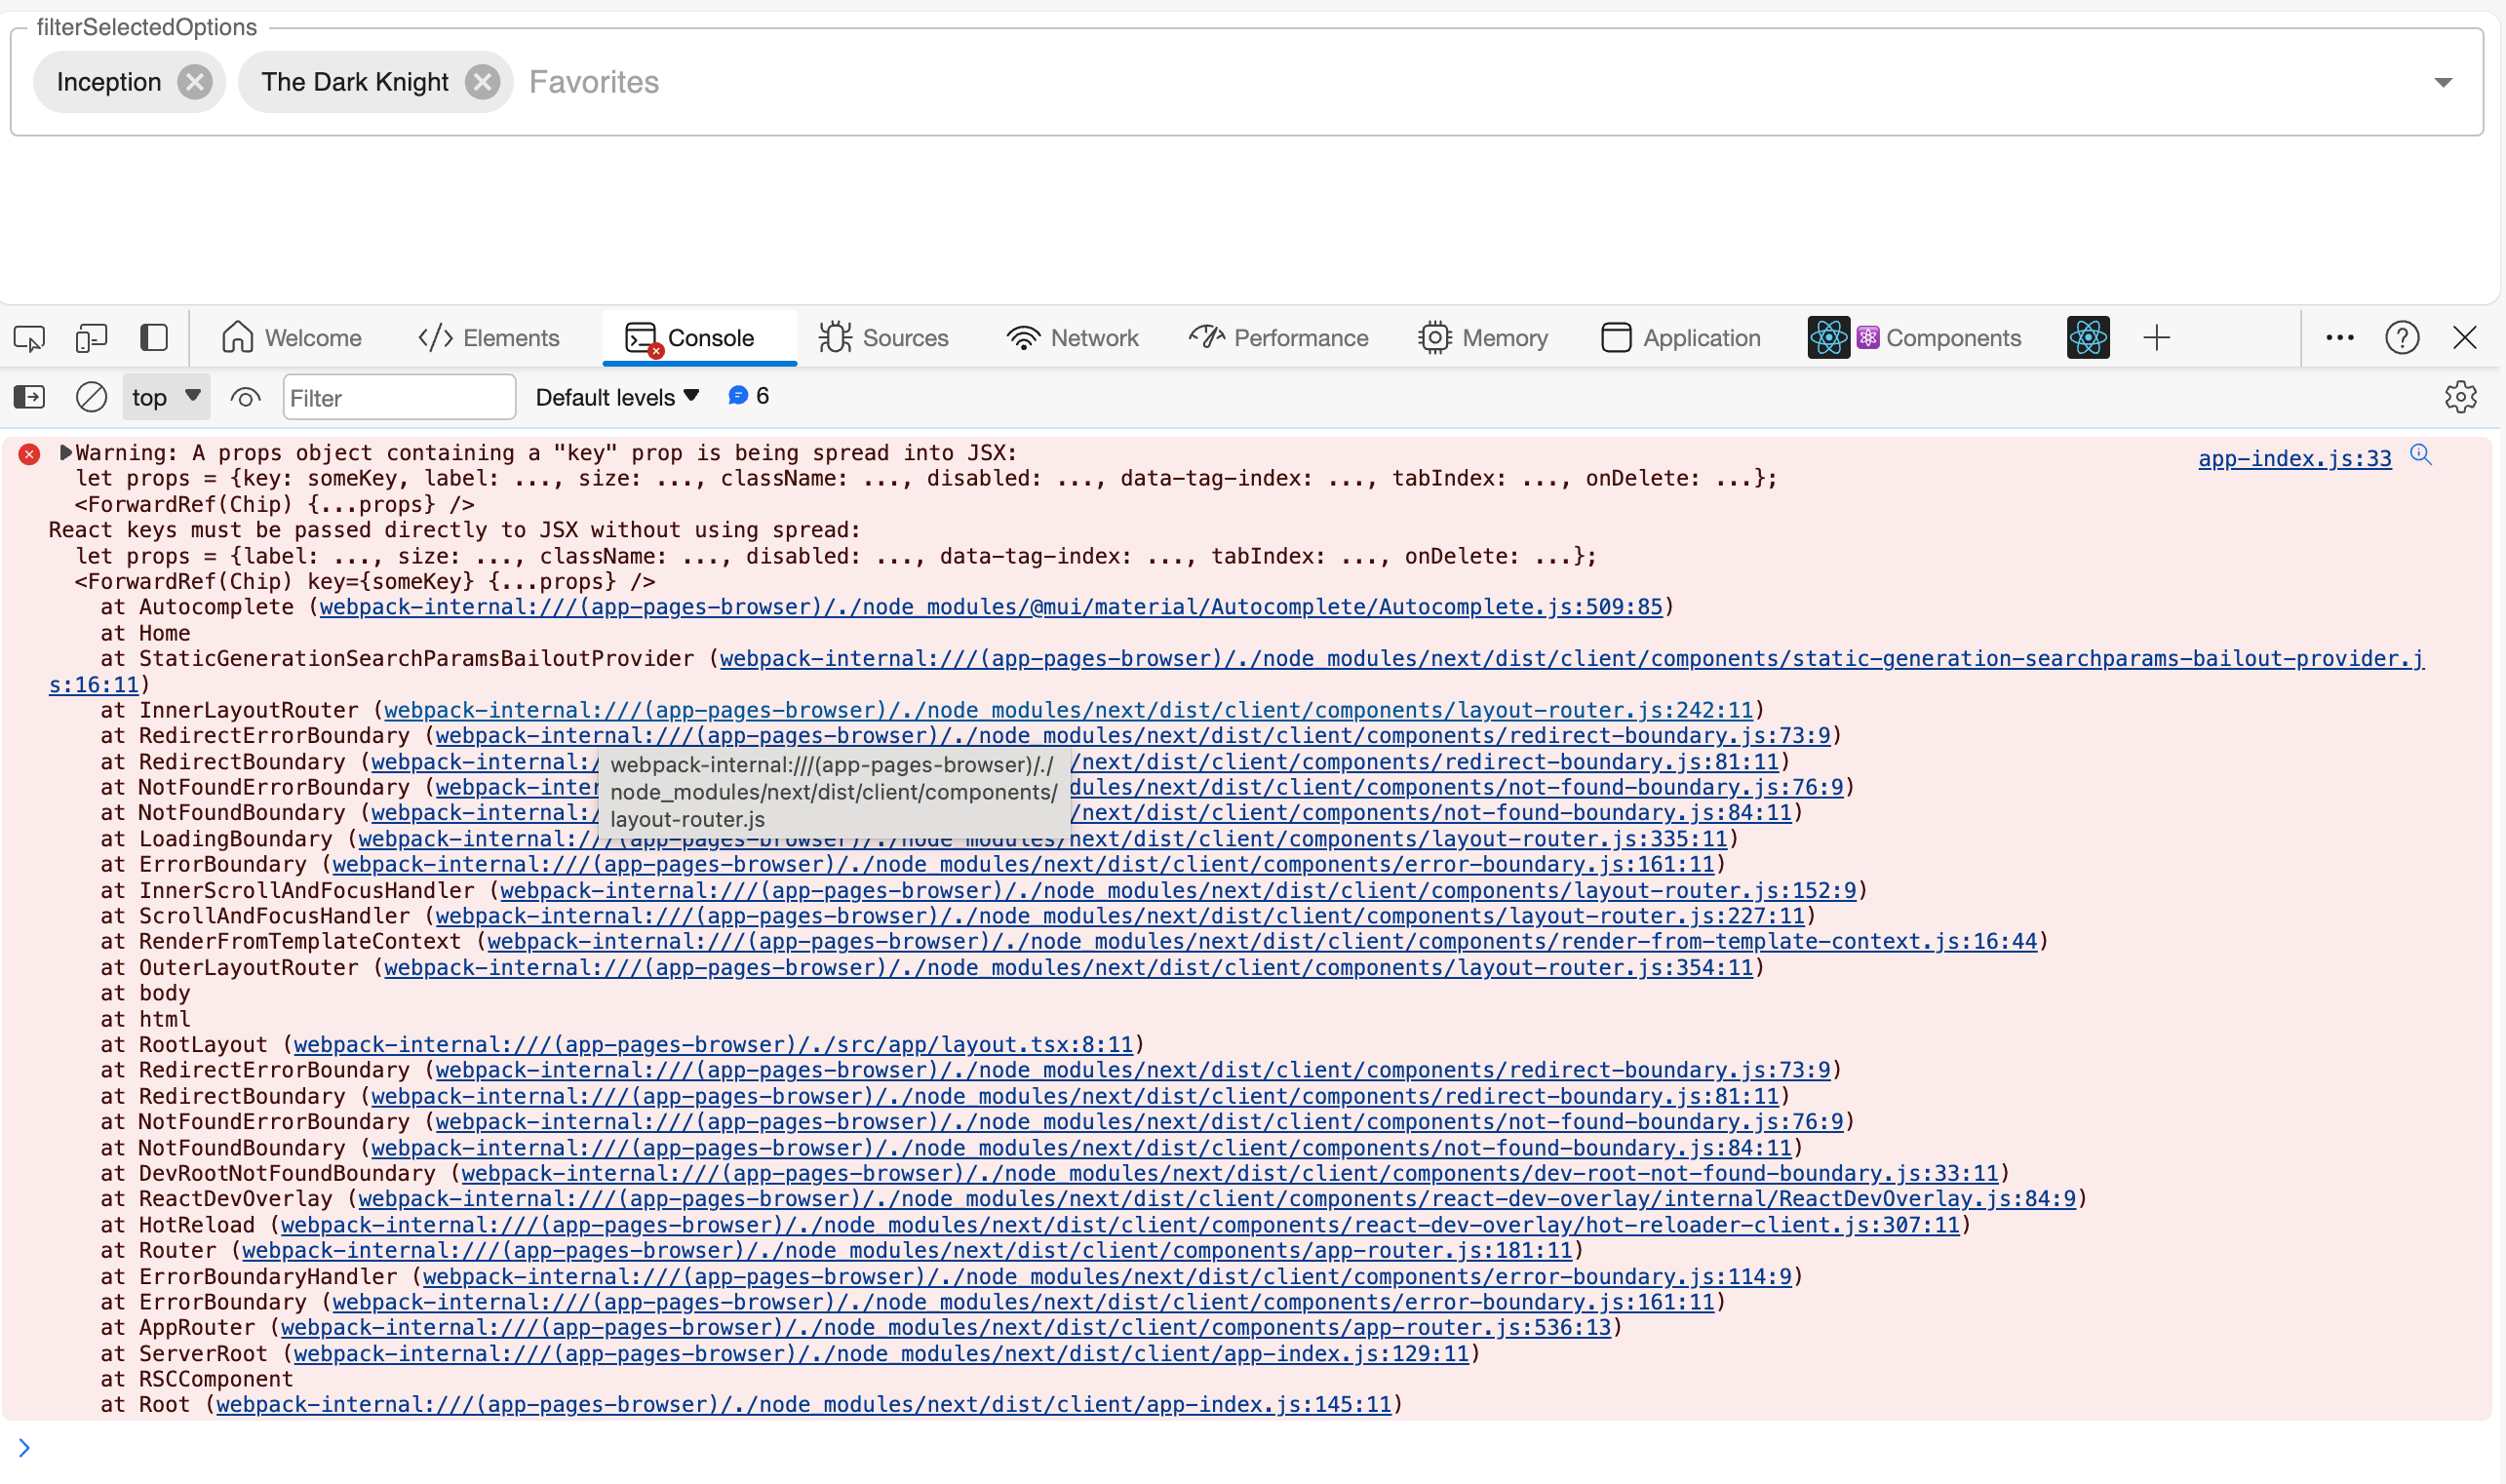 filterSelectedOptions
Inception The Dark Knight Favorites
Welcome Elements Console Sources Network Performance Memory Application Components
top Filter Default levels 6
Warning: A props object containing a "key" prop is being spread into JSX: app-index.js:33
let props = {key: someKey, label: ..., size: ..., className: ..., disabled: ..., data-tag-index: ..., tabIndex: ..., onDelete: ...};
<ForwardRef(Chip) {...props} />
React keys must be passed directly to JSX without using spread:
let props = {label: ..., size: ..., className: ..., disabled: ..., data-tag-index: ..., tabIndex: ..., onDelete: ...};
<ForwardRef(Chip) key={someKey} {...props} />
at Autocomplete (webpack-internal:///(app-pages-browser)/./node_modules/@mui/material/Autocomplete/Autocomplete.js:509:85)
at Home
at StaticGenerationSearchParamsBailoutProvider (webpack-internal:///(app-pages-browser)/./node_modules/next/dist/client/components/static-generation-searchparams-bailout-provider.j
s:16:11)
at InnerLayoutRouter (webpack-internal:///(app-pages-browser)/./node_modules/next/dist/client/components/layout-router.js:242:11)
at RedirectErrorBoundary (webpack-internal:///(app-pages-browser)/./node_modules/next/dist/client/components/redirect-boundary.js:73:9)
at RedirectBoundary (webpack-internal:/ /next/dist/client/components/redirect-boundary.js:81:11)
webpack-internal:///(app-pages-browser)/./
node_modules/next/dist/client/components/
layout-router.js
at NotFoundErrorBoundary (webpack-inter dules/next/dist/client/components/not-found-boundary.js:76:9)
at NotFoundBoundary (webpack-internal:/ /next/dist/client/components/not-found-boundary.js:84:11)
at LoadingBoundary (webpack-internal:///(app-pages-browser)/./node_modules/next/dist/client/components/layout-router.js:335:11)
at ErrorBoundary (webpack-internal:///(app-pages-browser)/./node_modules/next/dist/client/components/error-boundary.js:161:11)
at InnerScrollAndFocusHandler (webpack-internal:///(app-pages-browser)/./node_modules/next/dist/client/components/layout-router.js:152:9)
at ScrollAndFocusHandler (webpack-internal:///(app-pages-browser)/./node_modules/next/dist/client/components/layout-router.js:227:11)
at RenderFromTemplateContext (webpack-internal:///(app-pages-browser)/./node_modules/next/dist/client/components/render-from-template-context.js:16:44)
at OuterLayoutRouter (webpack-internal:///(app-pages-browser)/./node_modules/next/dist/client/components/layout-router.js:354:11)
at body
at html
at RootLayout (webpack-internal:///(app-pages-browser)/./src/app/layout.tsx:8:11)
at RedirectErrorBoundary (webpack-internal:///(app-pages-browser)/./node_modules/next/dist/client/components/redirect-boundary.js:73:9)
at RedirectBoundary (webpack-internal:///(app-pages-browser)/./node_modules/next/dist/client/components/redirect-boundary.js:81:11)
at NotFoundErrorBoundary (webpack-internal:///(app-pages-browser)/./node_modules/next/dist/client/components/not-found-boundary.js:76:9)
at NotFoundBoundary (webpack-internal:///(app-pages-browser)/./node_modules/next/dist/client/components/not-found-boundary.js:84:11)
at DevRootNotFoundBoundary (webpack-internal:///(app-pages-browser)/./node_modules/next/dist/client/components/dev-root-not-found-boundary.js:33:11)
at ReactDevOverlay (webpack-internal:///(app-pages-browser)/./node_modules/next/dist/client/components/react-dev-overlay/internal/ReactDevOverlay.js:84:9)
at HotReload (webpack-internal:///(app-pages-browser)/./node_modules/next/dist/client/components/react-dev-overlay/hot-reloader-client.js:307:11)
at Router (webpack-internal:///(app-pages-browser)/./node_modules/next/dist/client/components/app-router.js:181:11)
at ErrorBoundaryHandler (webpack-internal:///(app-pages-browser)/./node_modules/next/dist/client/components/error-boundary.js:114:9)
at ErrorBoundary (webpack-internal:///(app-pages-browser)/./node_modules/next/dist/client/components/error-boundary.js:161:11)
at AppRouter (webpack-internal:///(app-pages-browser)/./node_modules/next/dist/client/components/app-router.js:536:13)
at ServerRoot (webpack-internal:///(app-pages-browser)/./node_modules/next/dist/client/app-index.js:129:11)
at RSCComponent
at Root (webpack-internal:///(app-pages-browser)/./node_modules/next/dist/client/app-index.js:145:11)